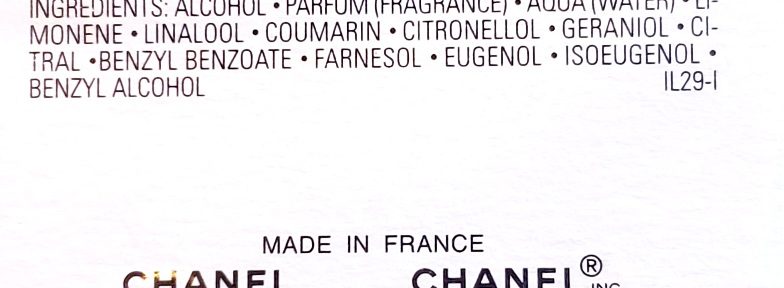 INGREDIENTS: ALCOHOL • PARFUM (FRAGRANCE) • AQUA (WATER) • LI-
MONENE • LINALOOL • COUMARIN • CITRONELLOL • GERANIOL • CI-
TRAL •BENZYL BENZOATE • FARNESOL • EUGENOL • ISOEUGENOL •
BENZYL ALCOHOL IL29-I
MADE IN FRANCE
CHANEL CHANEL® INC